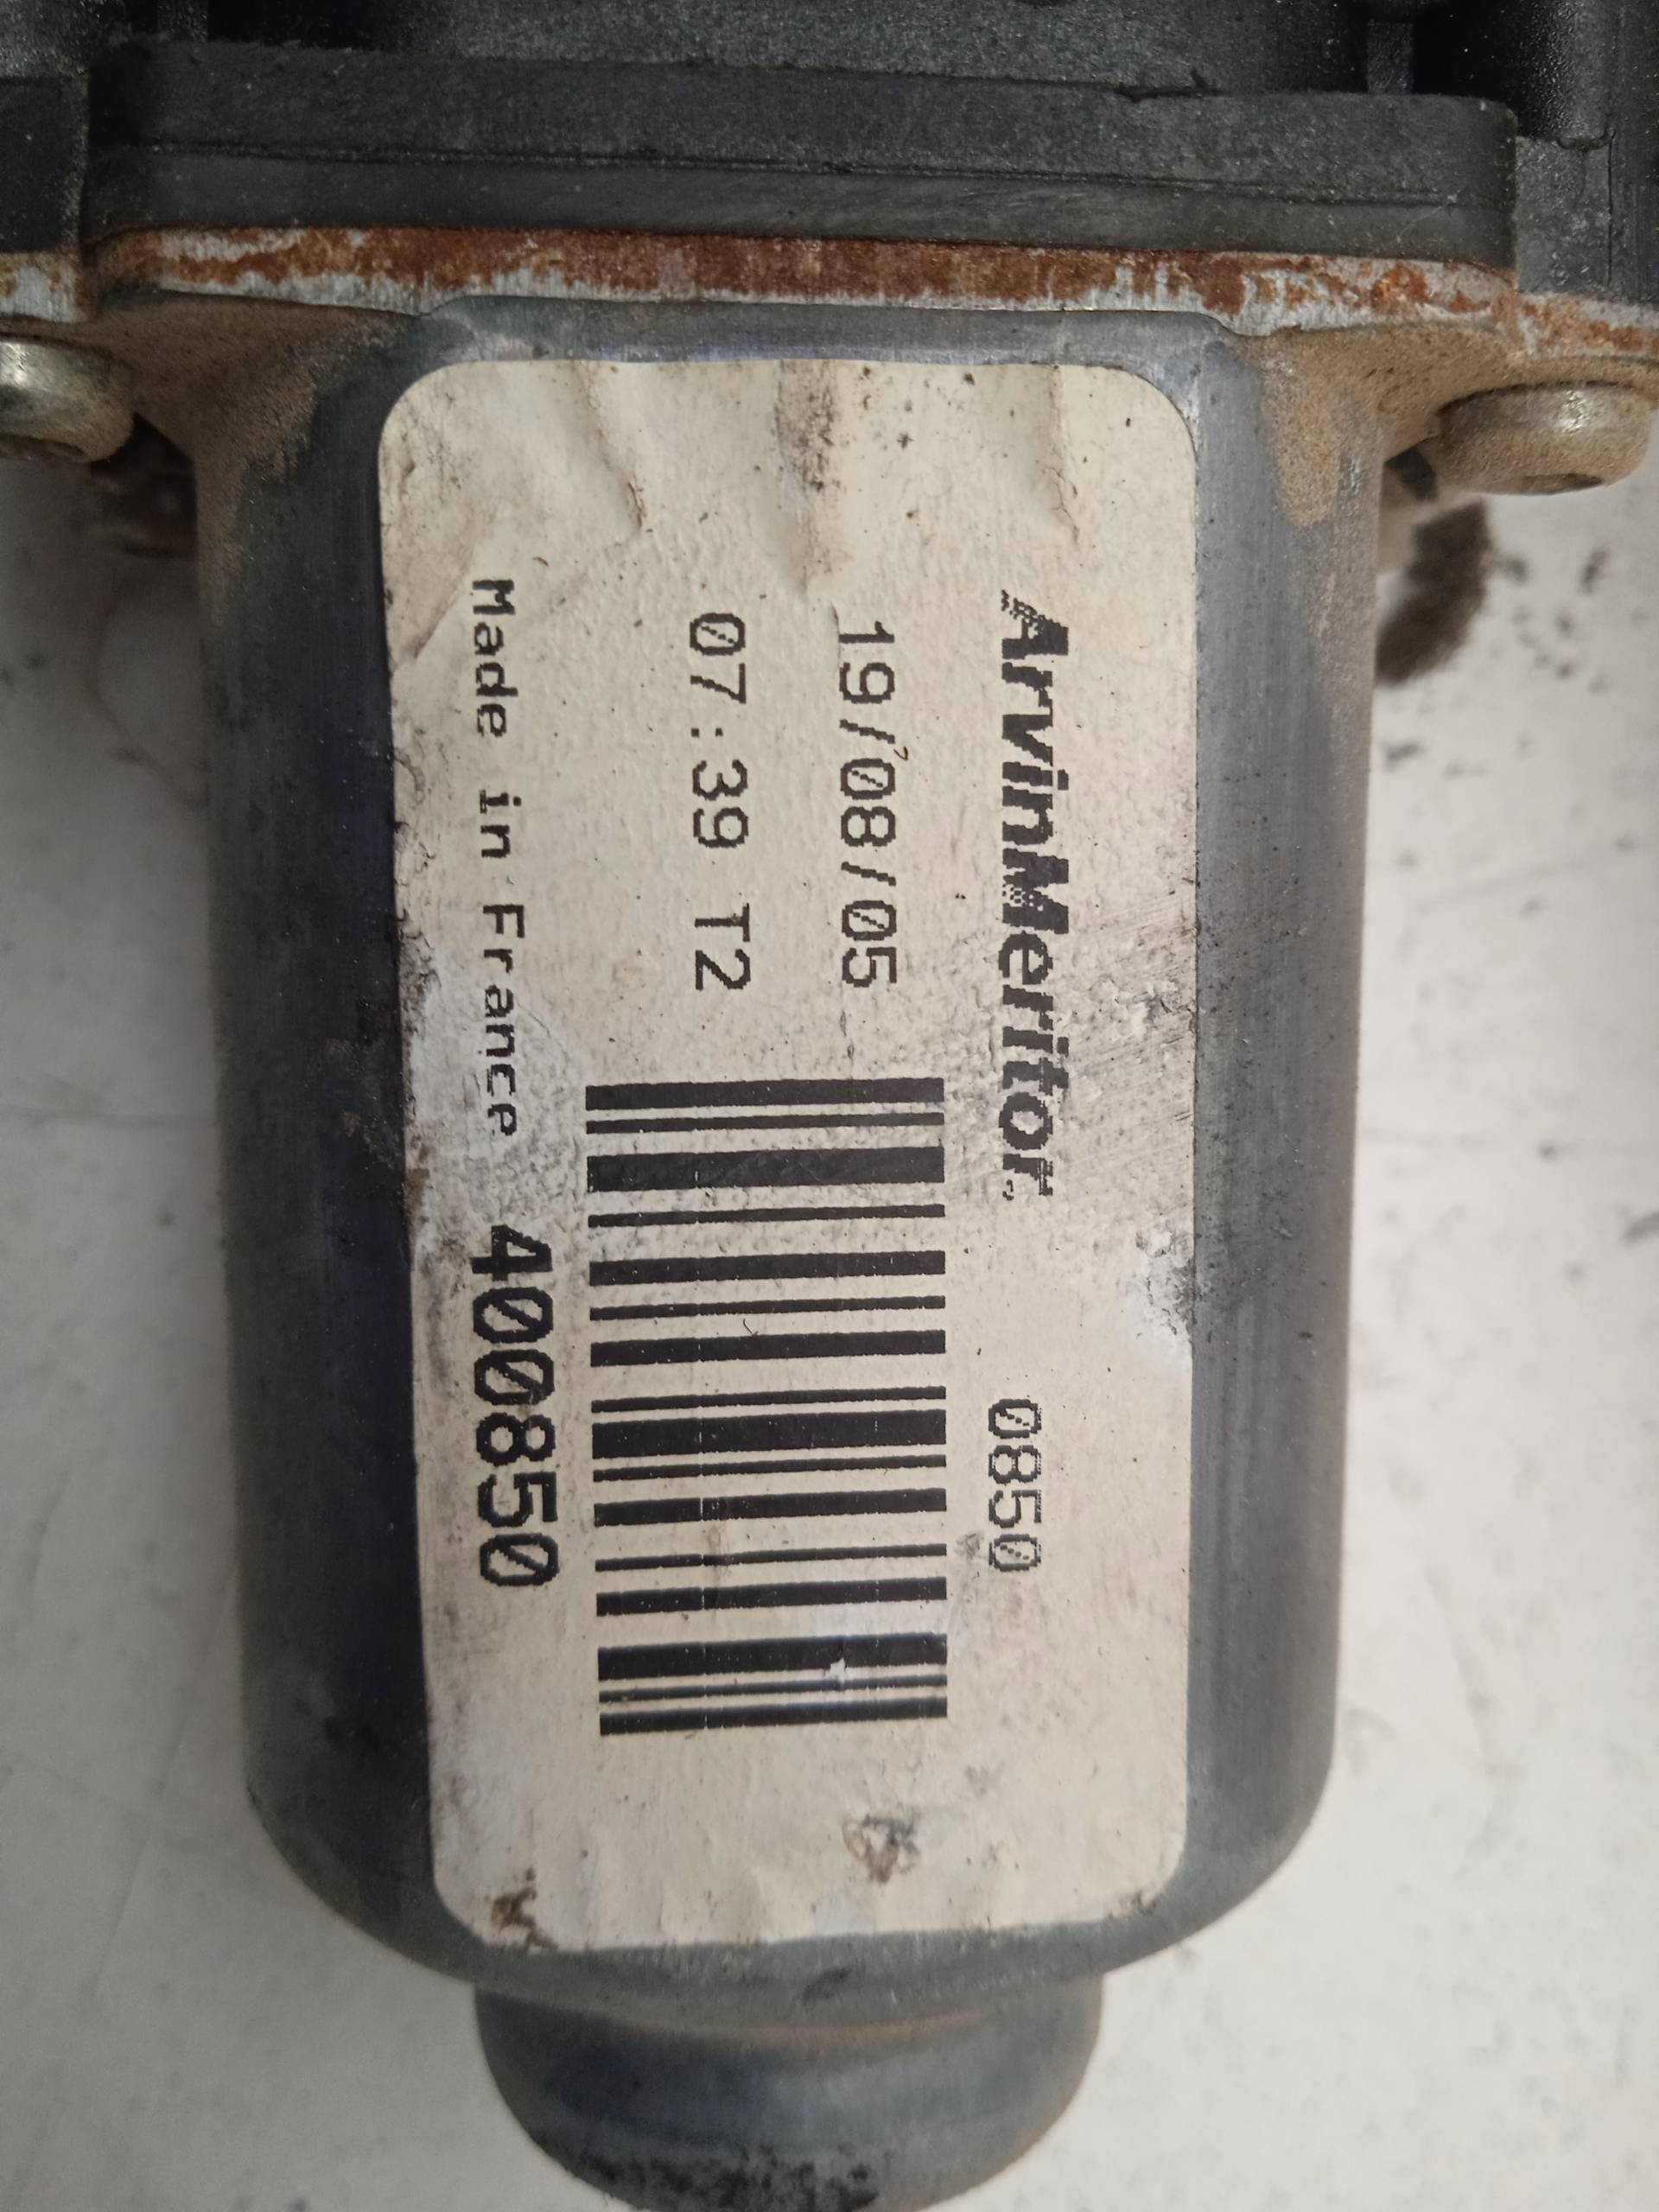 ArvinMeritor. 0850
19/08/05
07:39 T2
Made in France 400850